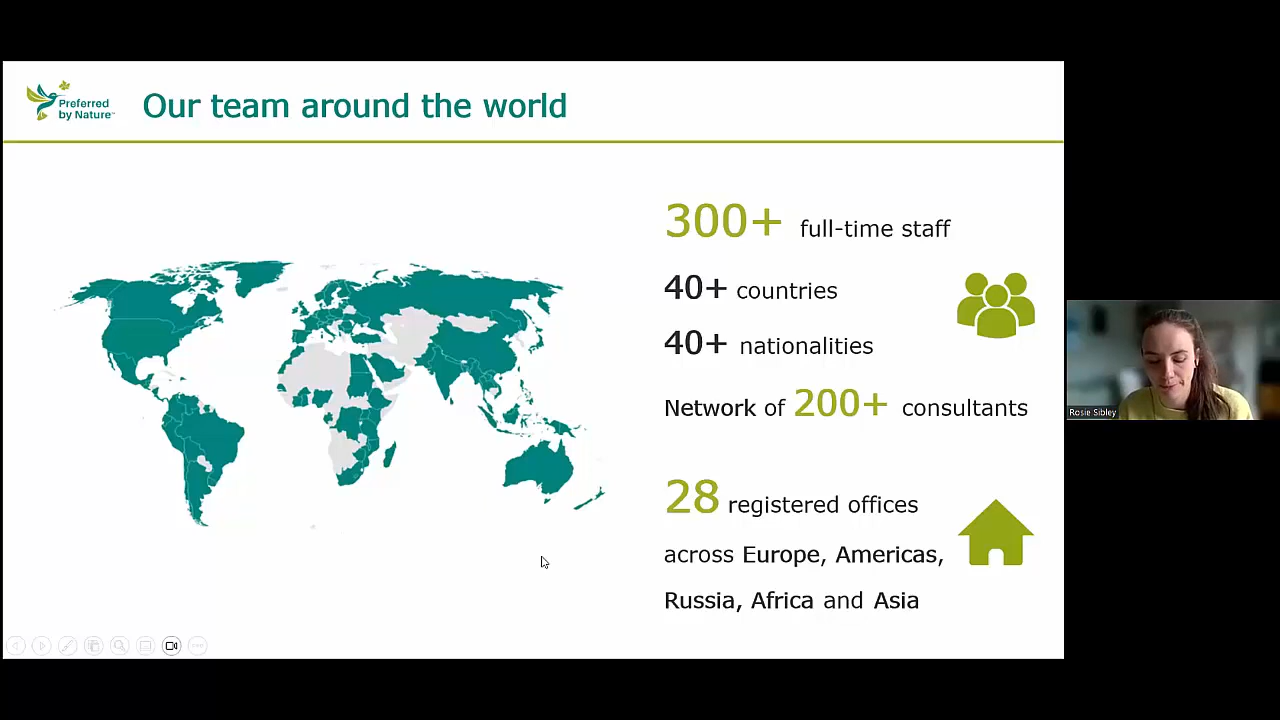 Preferred
by Nature™
Our team around the world
300+ full-time staff
40+ countries
40+ nationalities
Network of 200+ consultants
28 registered offices
across Europe, Americas,
Russia, Africa and Asia
Rosie Sibley